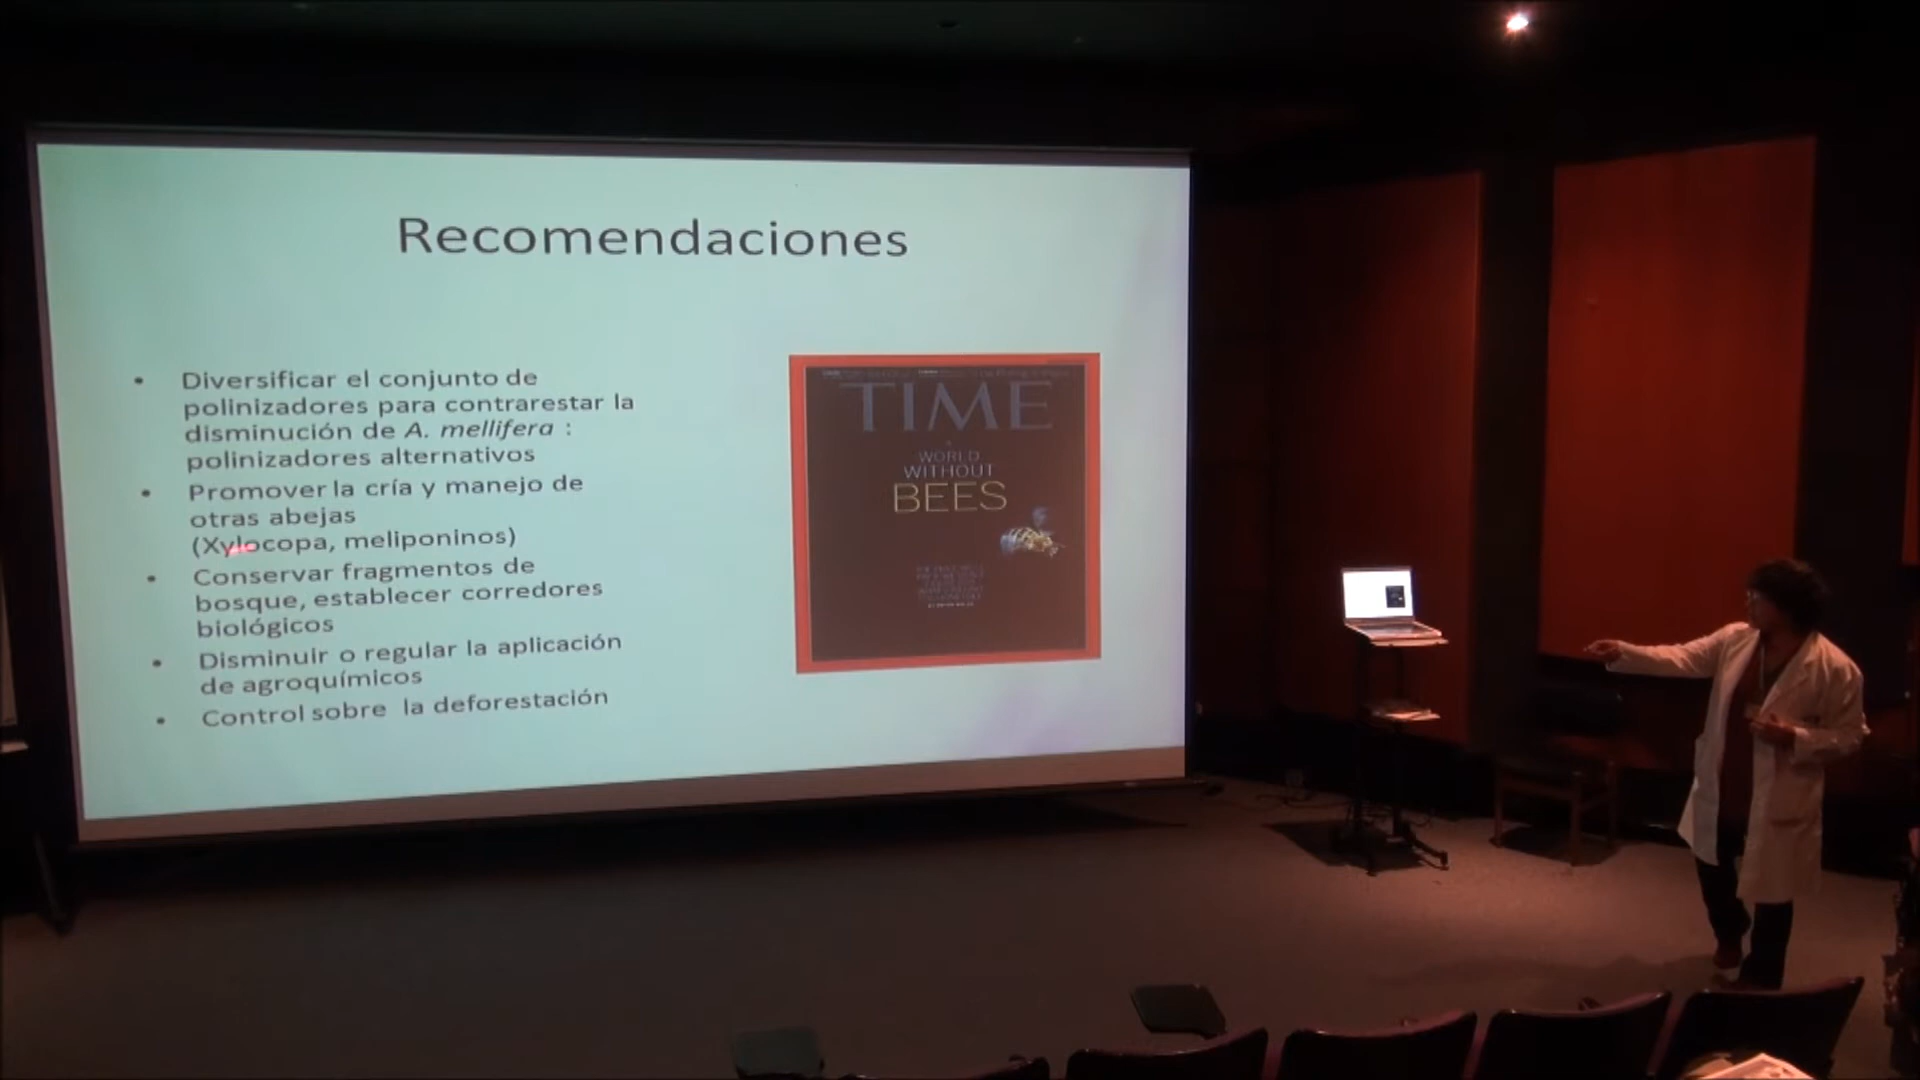 Recomendaciones
• Diversificar el conjunto de
polinizadores para contrarestar la
disminución de A. mellifera :
polinizadores alternativos
• Promover la cría y manejo de
otras abejas
(Xylocopa, meliponinos)
• Conservar fragmentos de
bosque, establecer corredores
biológicos
• Disminuir o regular la aplicación
de agroquímicos
• Control sobre la deforestación
TIME
A
WORLD
WITHOUT
BEES